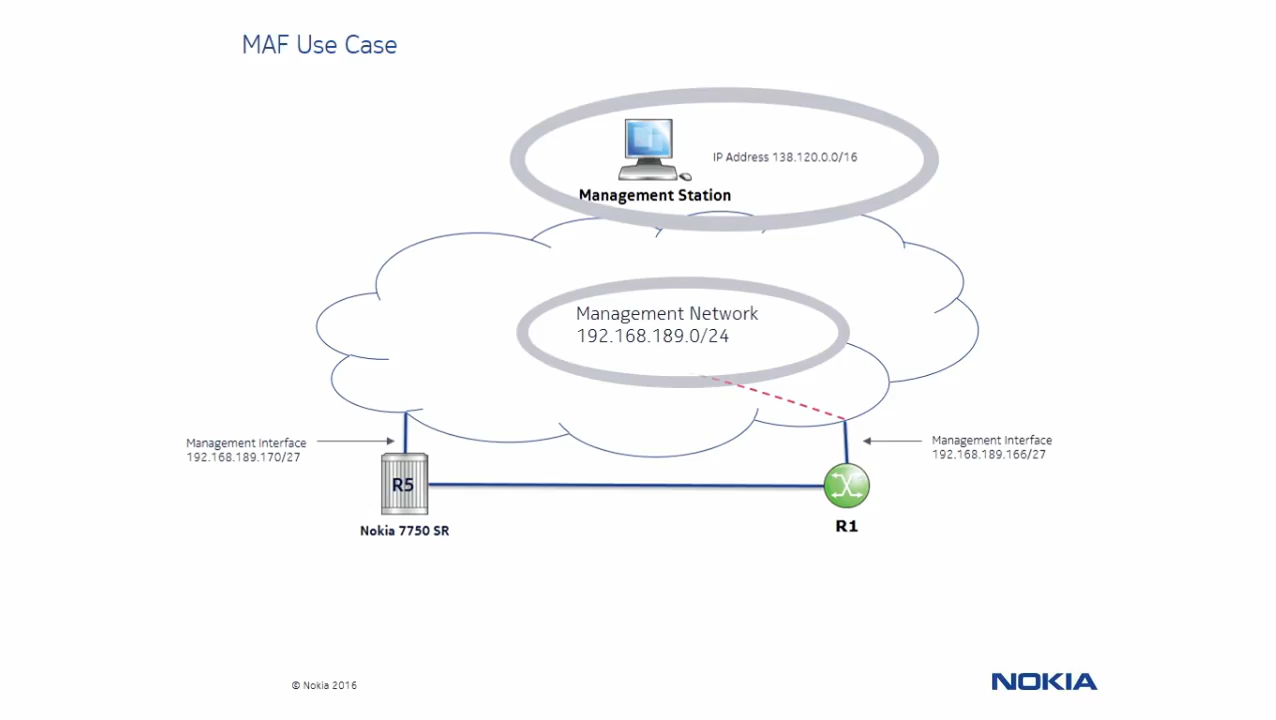 MAF Use Case
IP Address 138.120.0.0/16
Management Station
Management Network
192.168.189.0/24
Management Interface
192.168.189.170/27
Management Interface
192.168.189.166/27
R5
Nokia 7750 SR
R1
© Nokia 2016
NOKIA